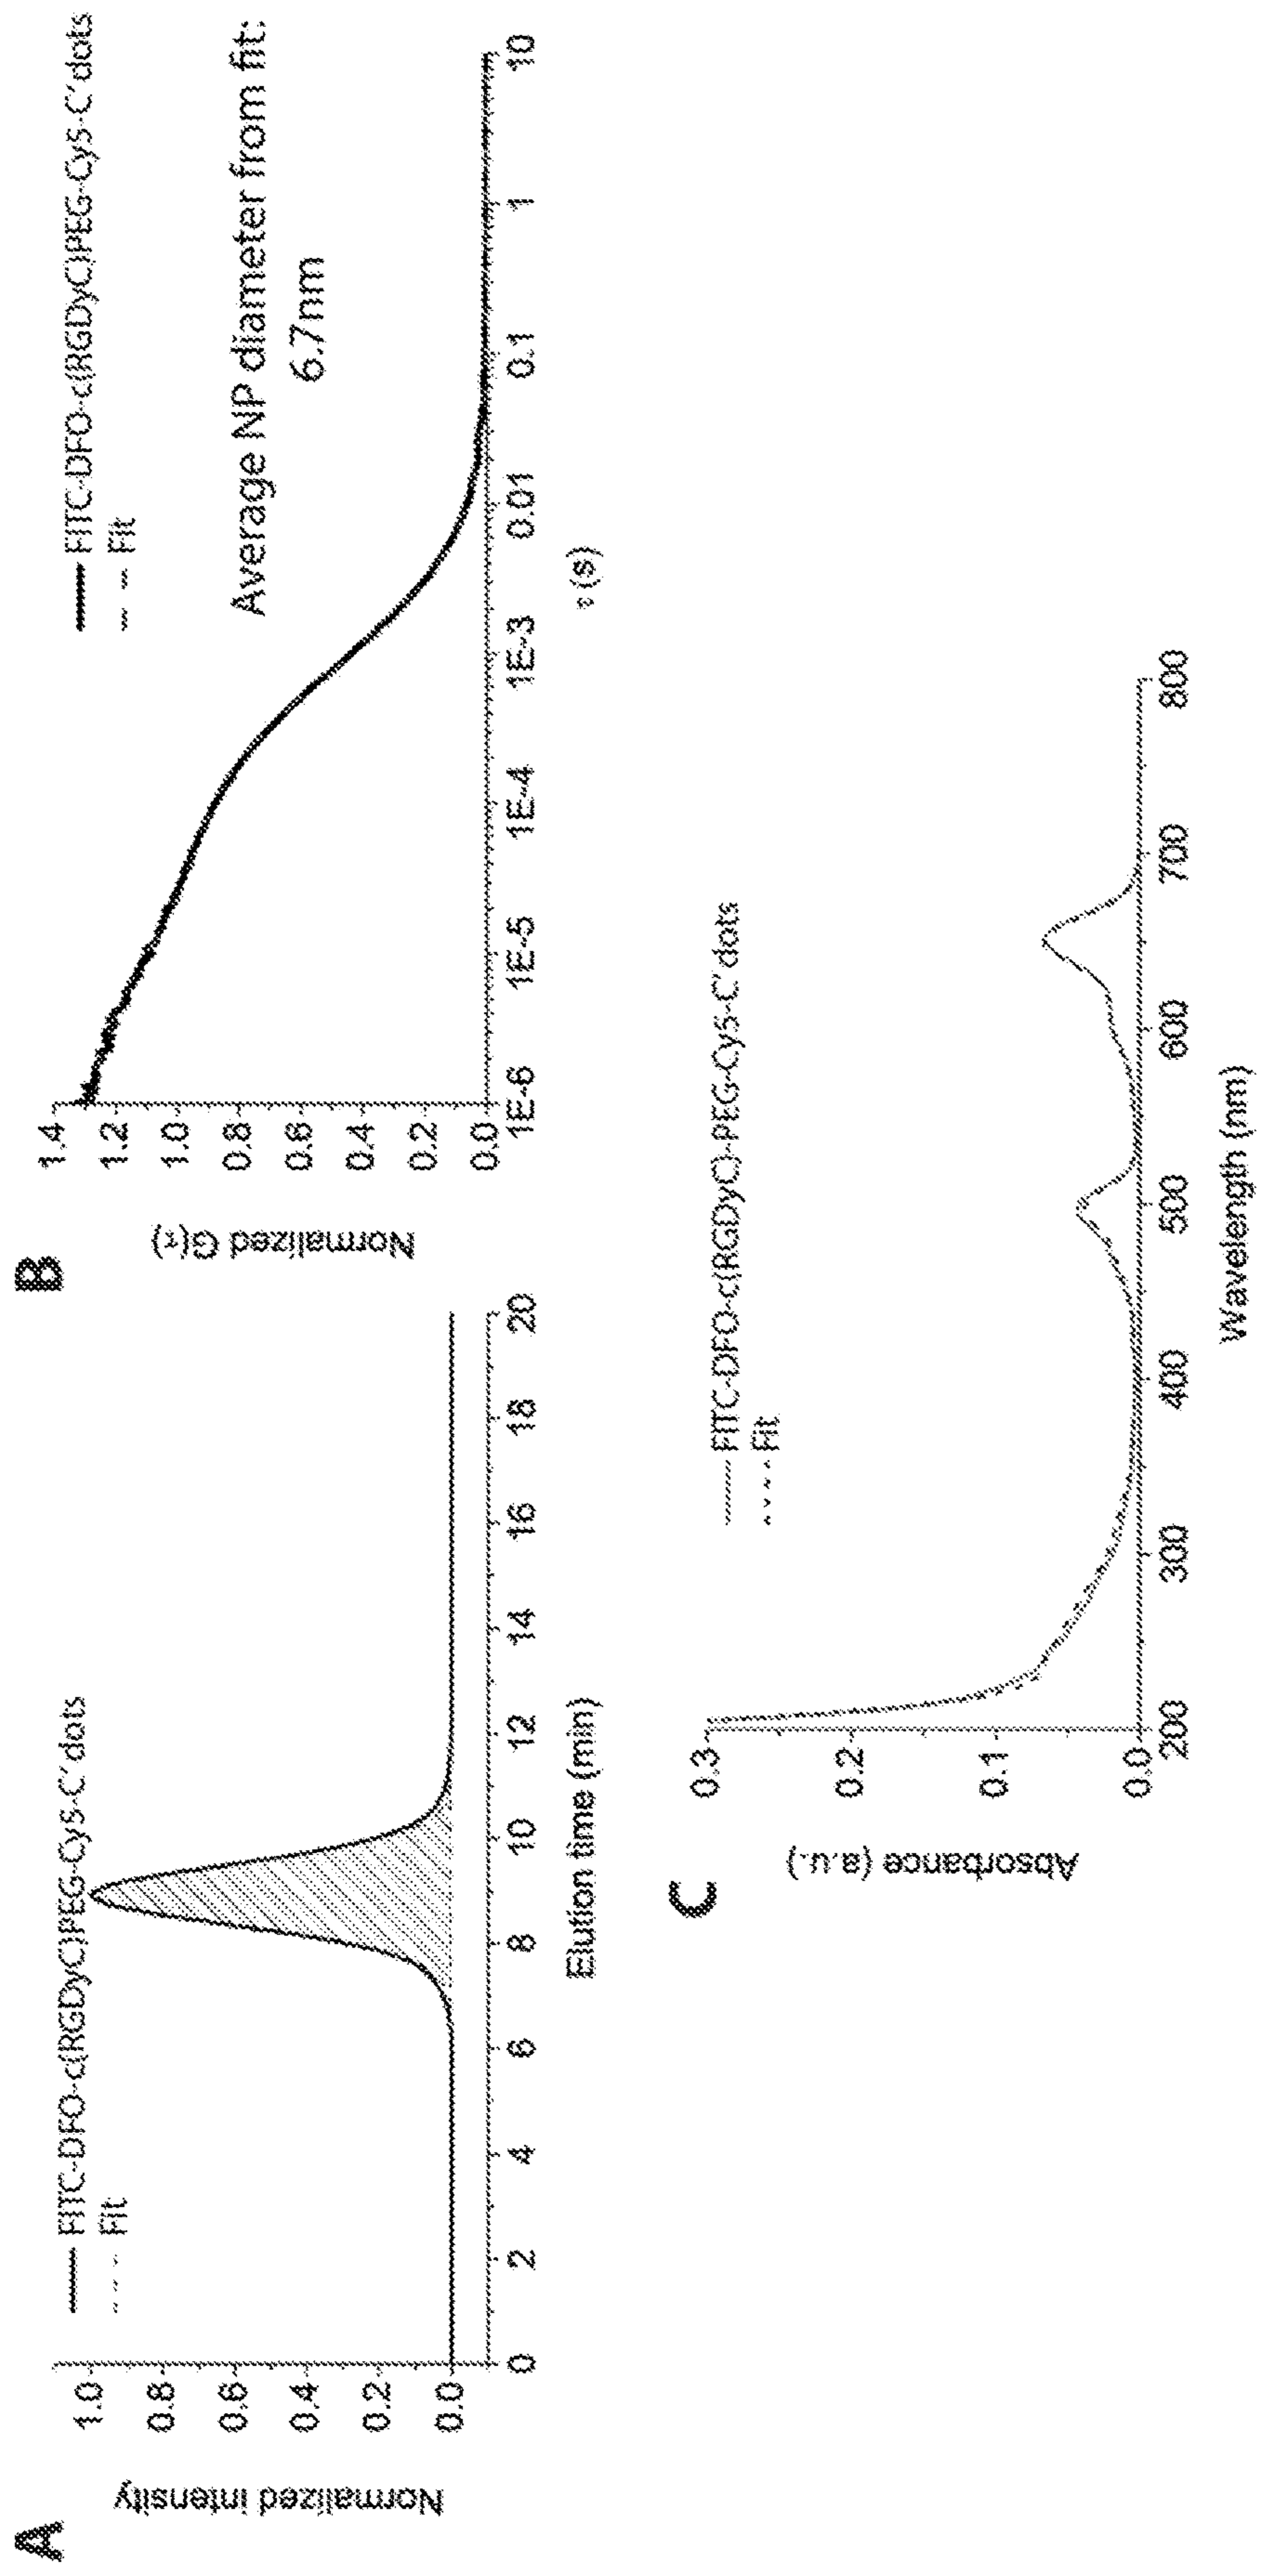 A
FITC-DFO-c(RGDyC)PEG-Cy5-C' dots
Fit
Normalized intensity
1.0
0.8
0.6
0.4
0.2
0.0
0 2 4 6 8 10 12 14 16 18 20
Elution time (min)
B
FITC-DFO-c(RGDyC)PEG-Cy5-C' dots
Fit
Average NP diameter from fit:
6.7nm
Normalized G(τ)
1.4
1.2
1.0
0.8
0.6
0.4
0.2
0.0
1E-6 1E-5 1E-4 1E-3 0.01 0.1 1 10
τ (s)
C
FITC-DFO-c(RGDyC)-PEG-Cy5-C' dots
Fit
Absorbance (a.u.)
0.3
0.2
0.1
0.0
200 300 400 500 600 700 800
Wavelength (nm)